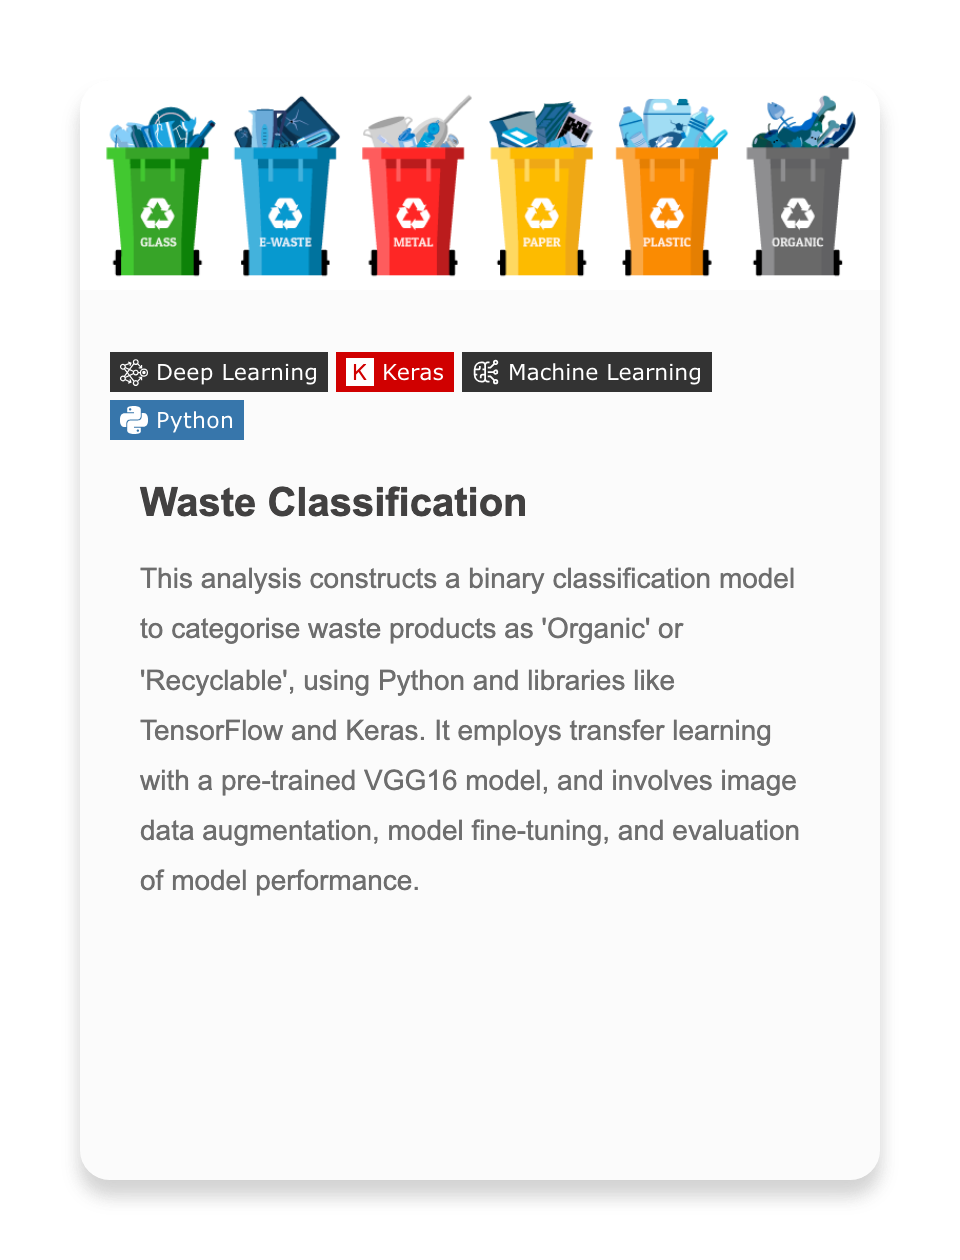 GLASS E-WASTE METAL PAPER PLASTIC ORGANIC
Deep Learning K Keras Machine Learning
Python
Waste Classification
This analysis constructs a binary classification model
to categorise waste products as 'Organic' or
'Recyclable', using Python and libraries like
TensorFlow and Keras. It employs transfer learning
with a pre-trained VGG16 model, and involves image
data augmentation, model fine-tuning, and evaluation
of model performance.